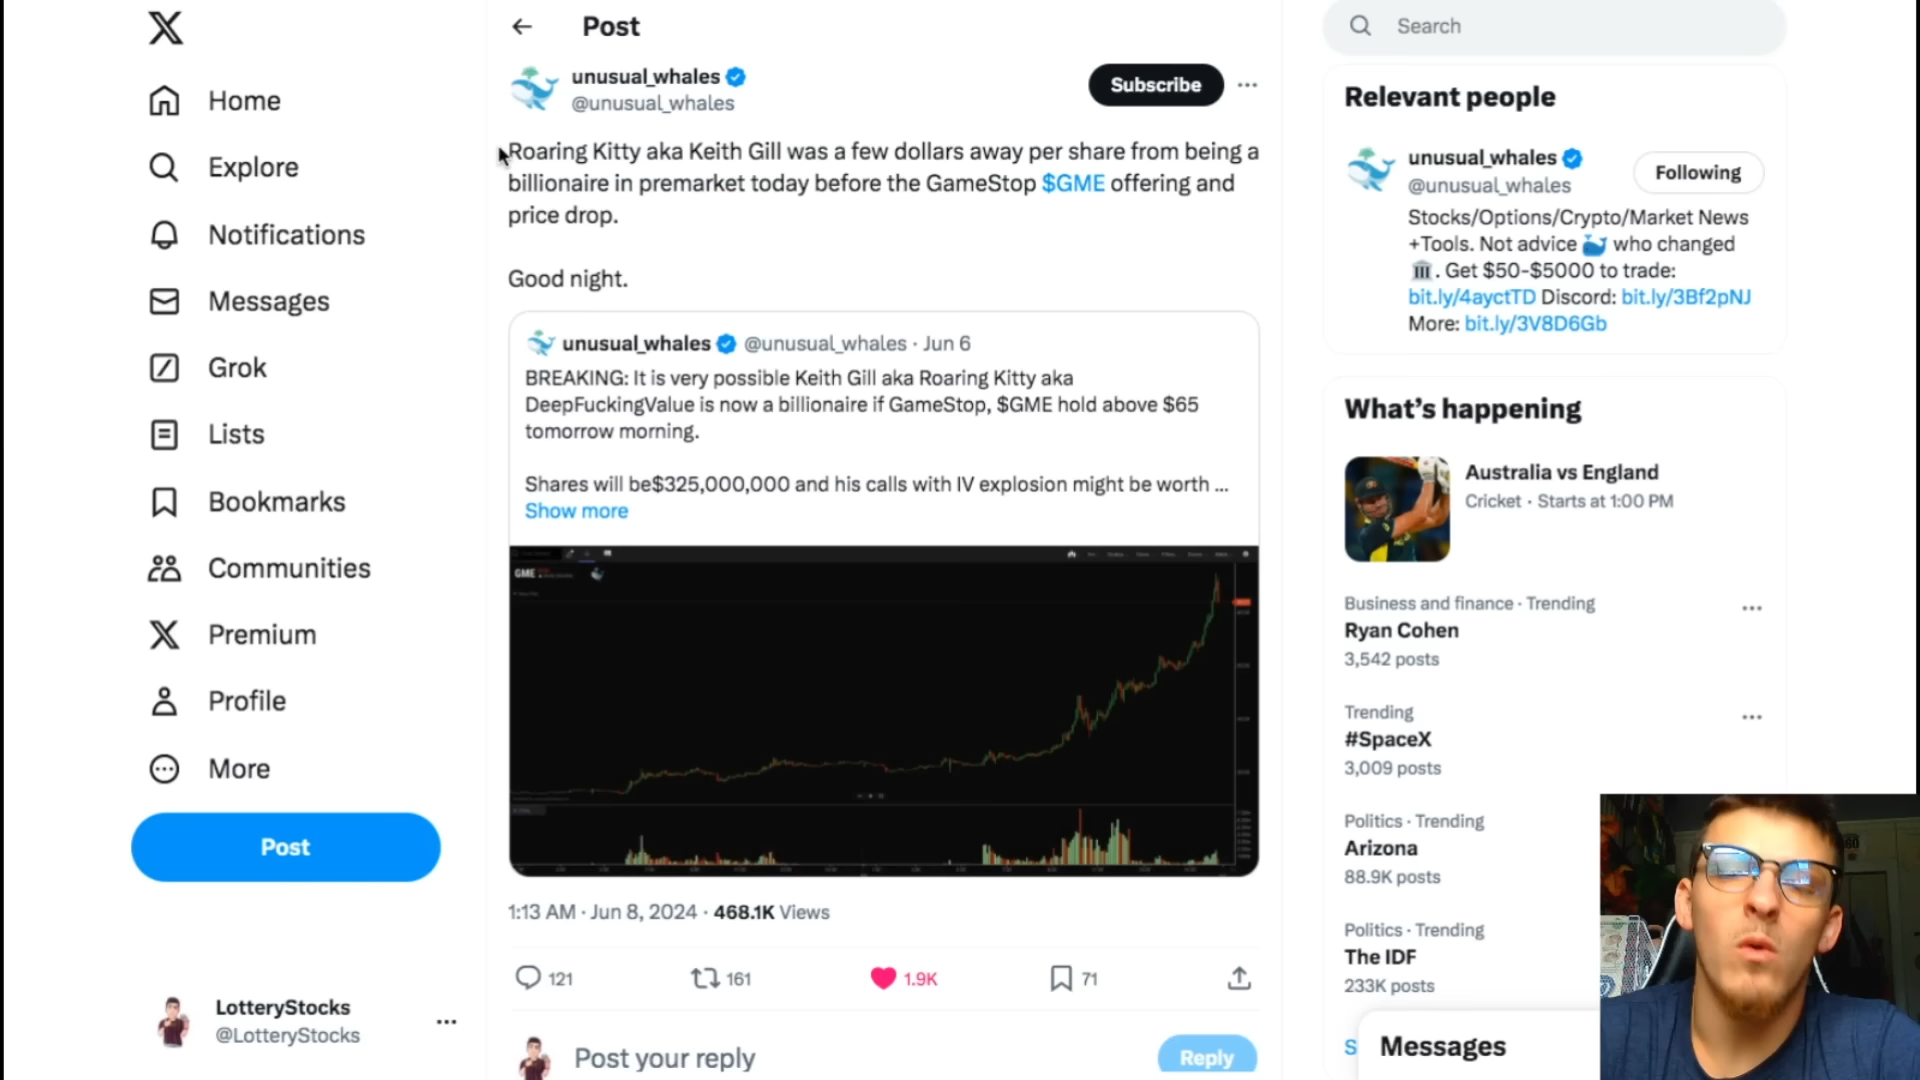 Home
Explore
Notifications
Messages
Grok
Lists
Bookmarks
Communities
Premium
Profile
More
Post
LotteryStocks
@LotteryStocks
Post
unusual_whales
@unusual_whales
Subscribe
Roaring Kitty aka Keith Gill was a few dollars away per share from being a
billionaire in premarket today before the GameStop $GME offering and
price drop.
Good night.
unusual_whales @unusual_whales · Jun 6
BREAKING: It is very possible Keith Gill aka Roaring Kitty aka
DeepFuckingValue is now a billionaire if GameStop, $GME hold above $65
tomorrow morning.
Shares will be$325,000,000 and his calls with IV explosion might be worth ...
Show more
GME
1:13 AM · Jun 8, 2024 · 468.1K Views
121 161 1.9K 71
Post your reply
Reply
Search
Relevant people
unusual_whales
@unusual_whales
Following
Stocks/Options/Crypto/Market News
+Tools. Not advice who changed
. Get $50-$5000 to trade:
bit.ly/4ayctTD Discord: bit.ly/3Bf2pNJ
More: bit.ly/3V8D6Gb
What's happening
Australia vs England
Cricket · Starts at 1:00 PM
Business and finance · Trending
Ryan Cohen
3,542 posts
Trending
#SpaceX
3,009 posts
Politics · Trending
Arizona
88.9K posts
Politics · Trending
The IDF
233K posts
S
Messages